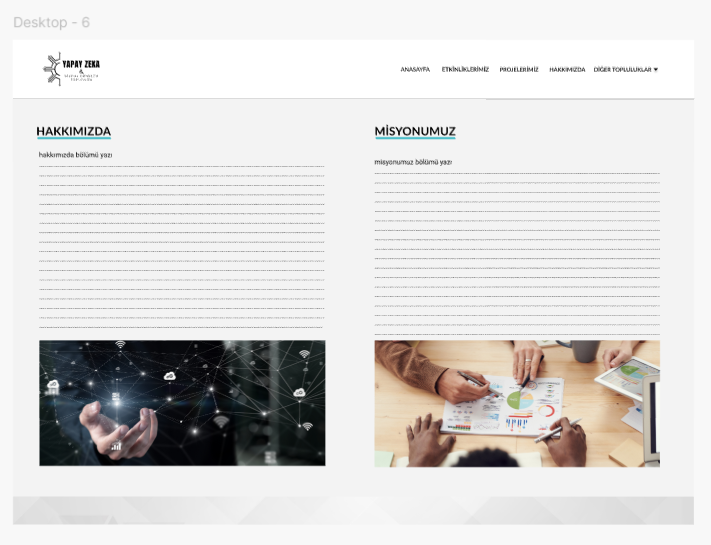 Desktop - 6
YAPAY ZEKA
&
ANASAYFA ETKİNLİKLERİMİZ PROJELERİMİZ HAKKIMIZDA DİĞER TOPLULUKLAR
HAKKIMIZDA
hakkımızda bölümü yazı
MİSYONUMUZ
misyonumuz bölümü yazı